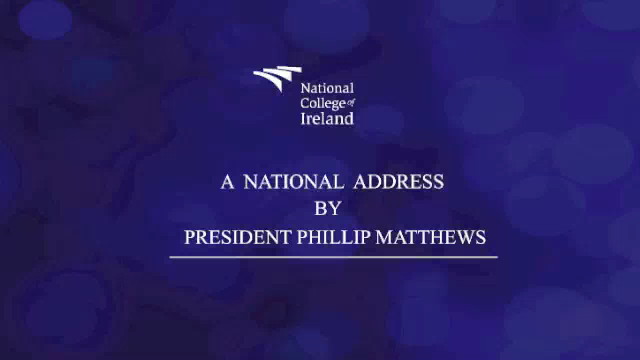 National
College of
Ireland
A NATIONAL ADDRESS
BY
PRESIDENT PHILLIP MATTHEWS